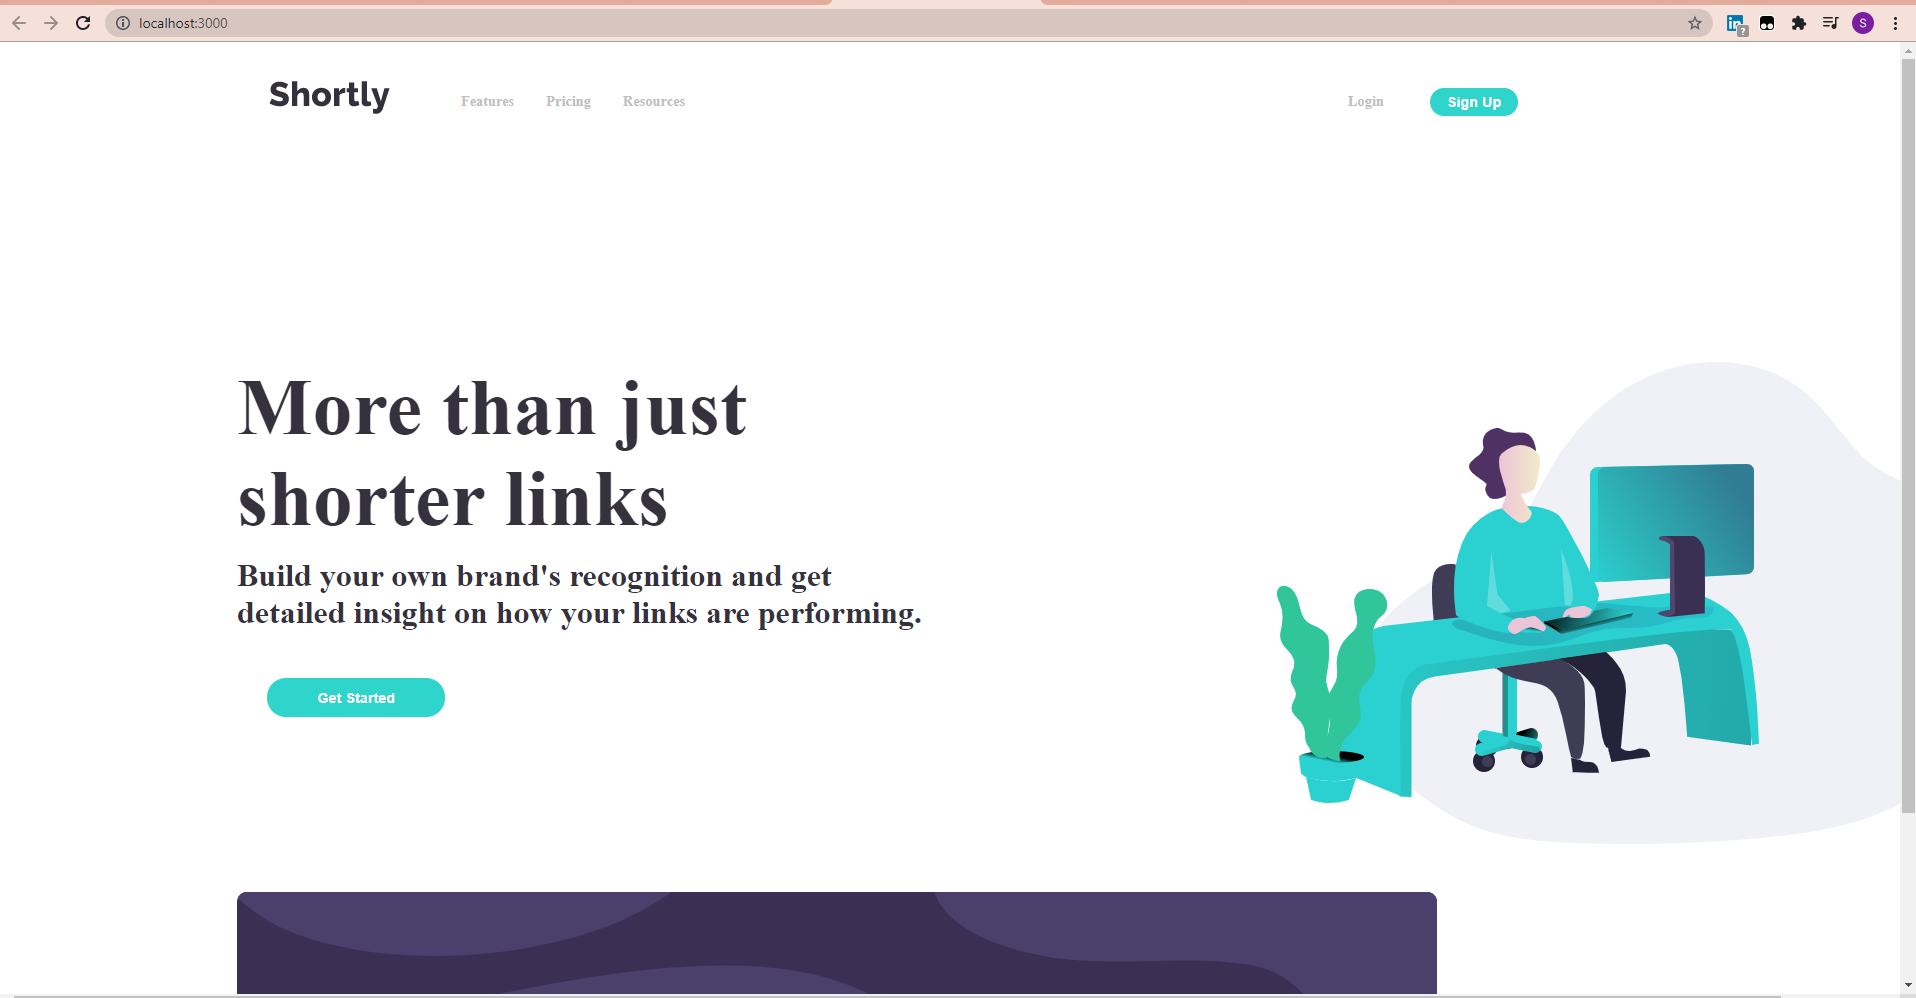 localhost:3000
in
?
S
Shortly
Features
Pricing
Resources
Login
Sign Up
More than just
shorter links
Build your own brand's recognition and get
detailed insight on how your links are performing.
Get Started